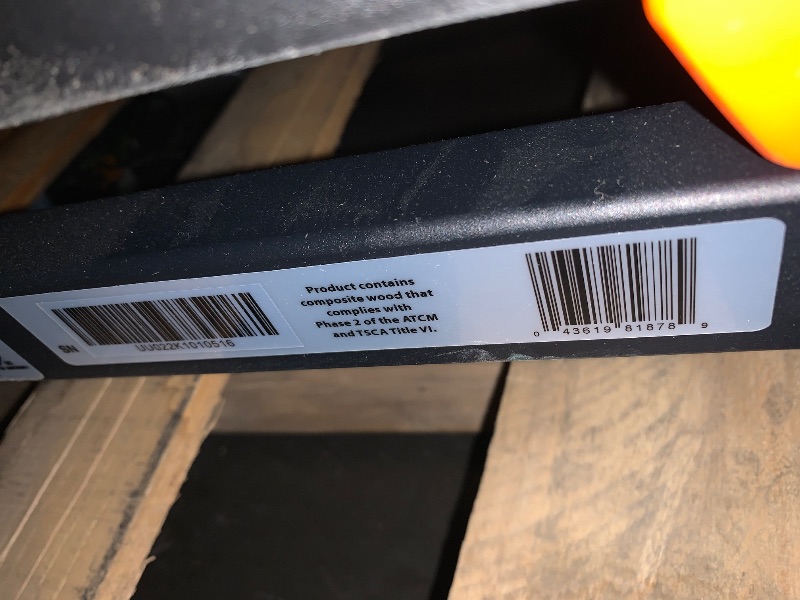 SN
UU022K1010516
Product contains
composite wood that
complies with
Phase 2 of the ATCM
and TSCA Title VI.
0 43619 81878 9